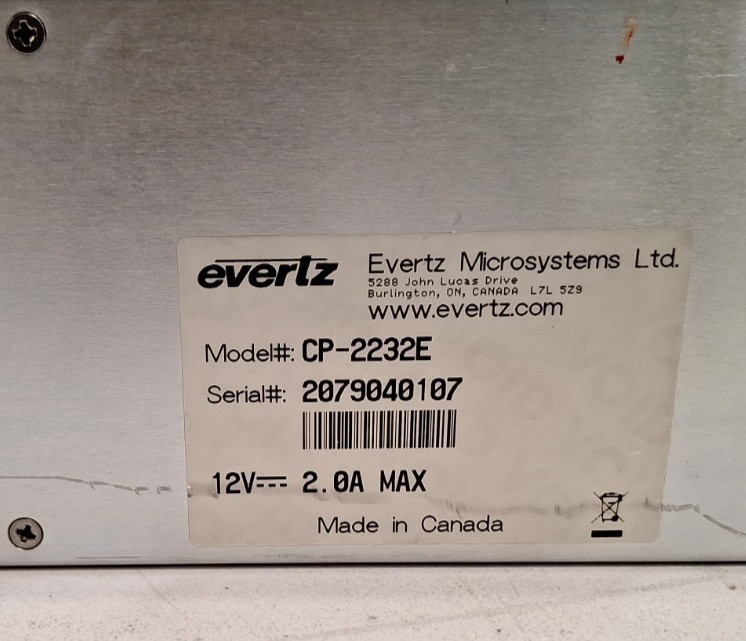 evertz
Evertz Microsystems Ltd.
5288 John Lucas Drive
Burlington, ON, CANADA L7L 5Z9
www.evertz.com
Model#: CP-2232E
Serial#: 2079040107
12V⎓ 2.0A MAX
Made in Canada